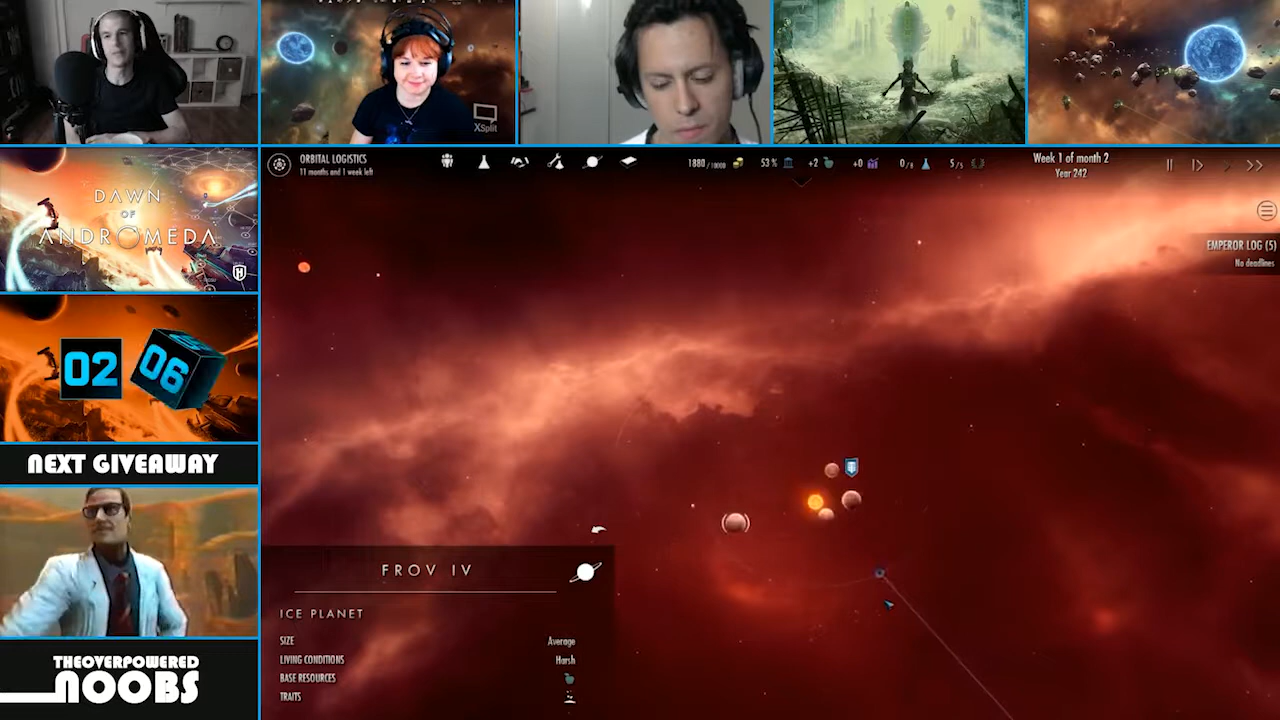 XSplit
DAWN
OF
ANDROMEDA
02
06
NEXT GIVEAWAY
THEOVERPOWERED
NOOBS
ORBITAL LOGISTICS
11 months and 1 week left
1880 / 10000
53 %
+2
+0
5/5
Week 1 of month 2
Year 242
EMPEROR LOG (5)
No deadlines
FROV IV
ICE PLANET
SIZE Average
LIVING CONDITIONS Harsh
BASE RESOURCES
TRAITS